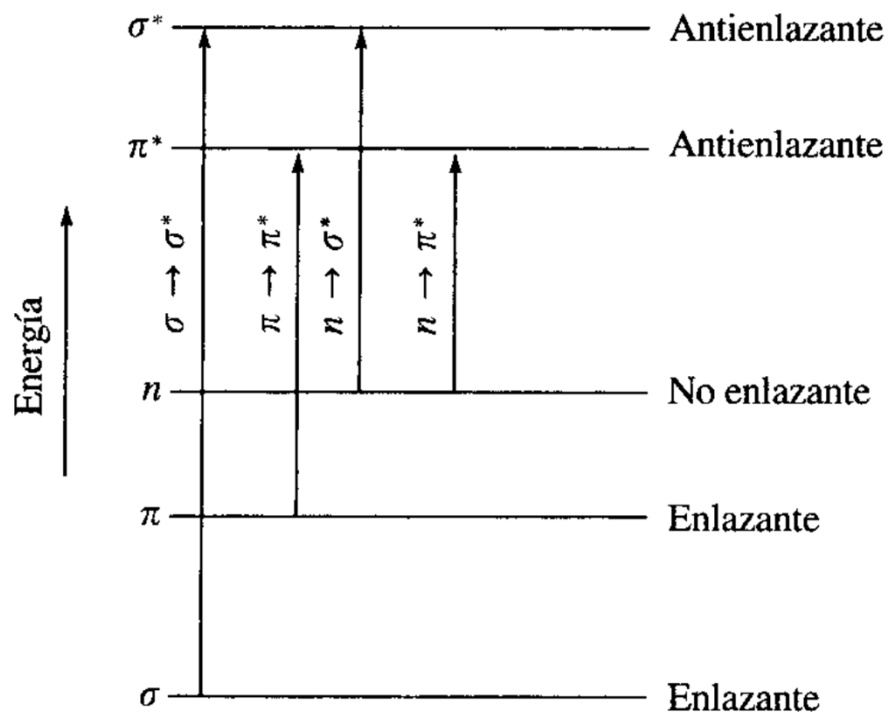 σ* Antienlazante
π* Antienlazante
Energía
σ → σ*
π → π*
n → σ*
n → π*
n No enlazante
π Enlazante
σ Enlazante